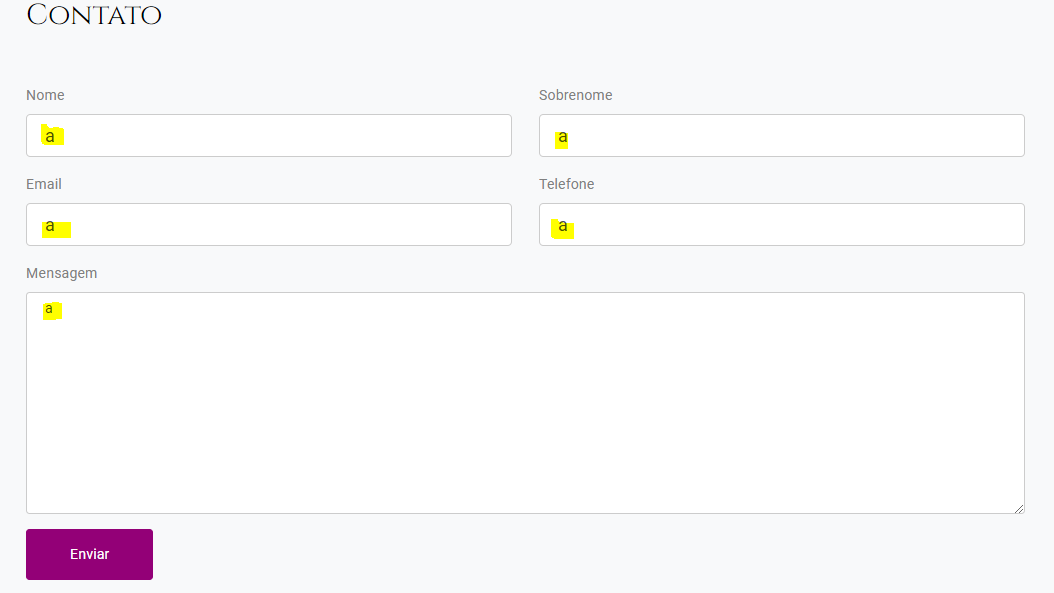 Contato
Nome
Sobrenome
a
a
Email
Telefone
a
a
Mensagem
a
Enviar